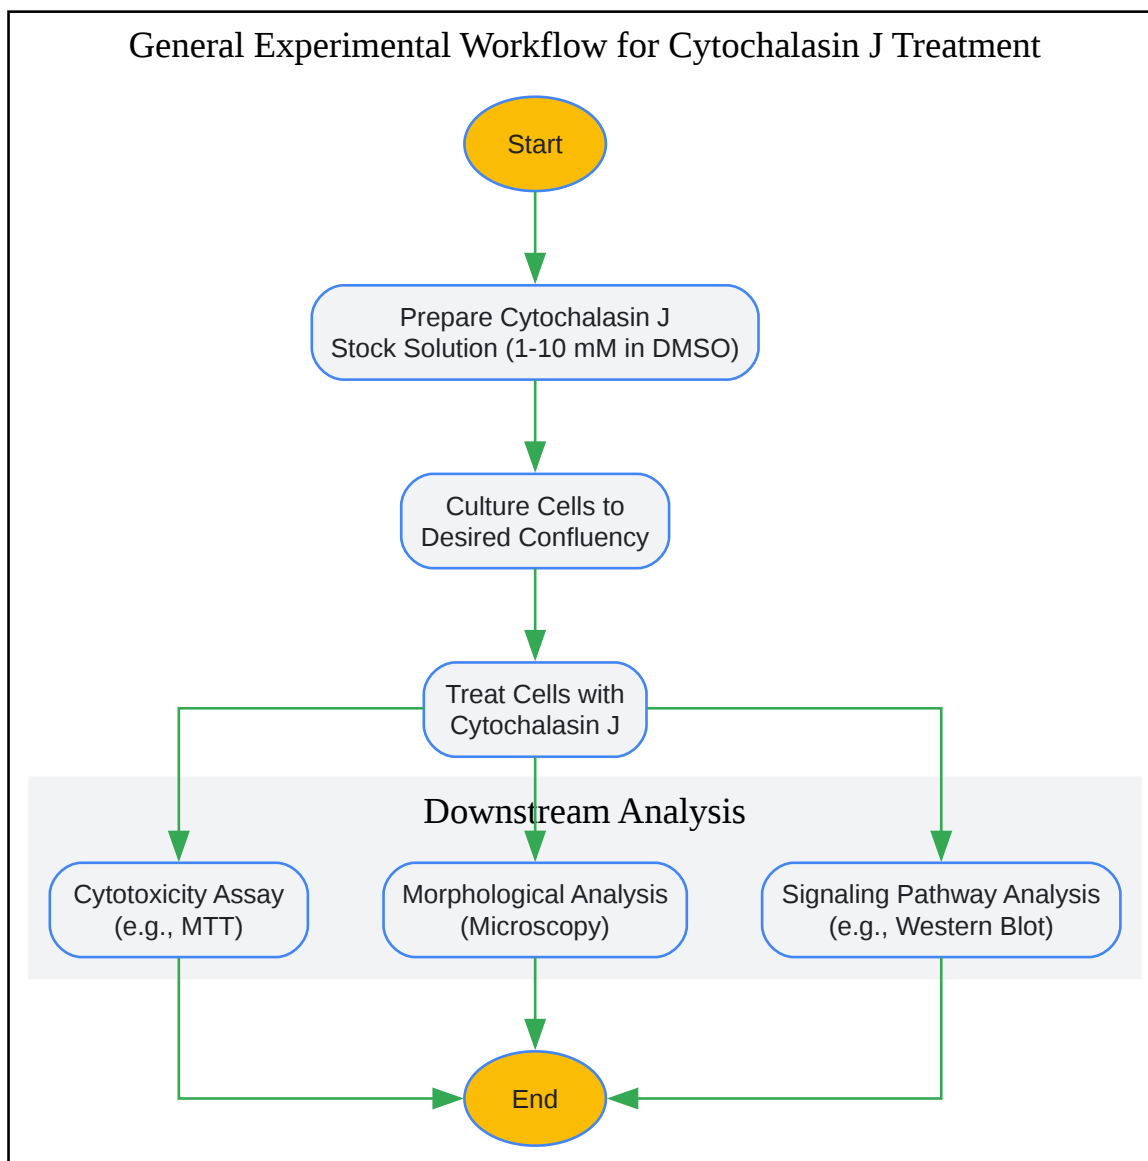 General Experimental Workflow for Cytochalasin J Treatment
Start
Prepare Cytochalasin J
Stock Solution (1-10 mM in DMSO)
Culture Cells to
Desired Confluency
Treat Cells with
Cytochalasin J
Downstream Analysis
Cytotoxicity Assay
(e.g., MTT)
Morphological Analysis
(Microscopy)
Signaling Pathway Analysis
(e.g., Western Blot)
End